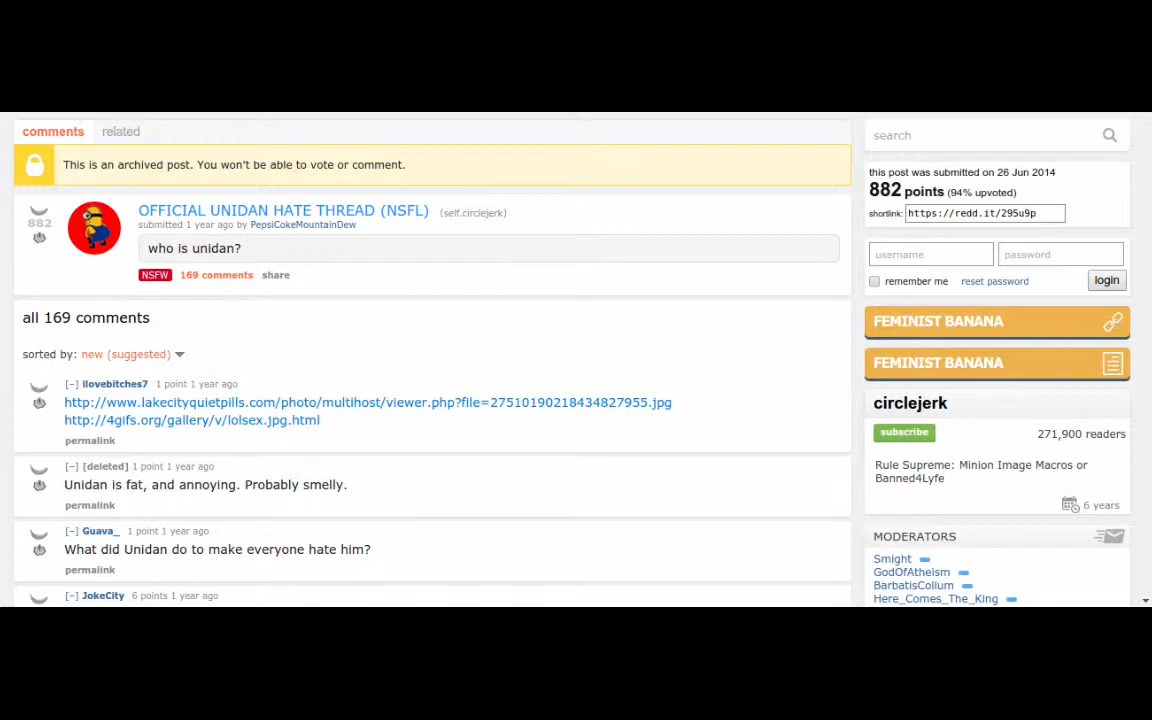 comments related
This is an archived post. You won't be able to vote or comment.
882
OFFICIAL UNIDAN HATE THREAD (NSFL) (self.circlejerk)
submitted 1 year ago by PepsiCokeMountainDew
who is unidan?
NSFW 169 comments share
all 169 comments
sorted by: new (suggested)
[–] ilovebitches7 1 point 1 year ago
http://www.lakecityquietpills.com/photo/multihost/viewer.php?file=27510190218434827955.jpg
http://4gifs.org/gallery/v/lolsex.jpg.html
permalink
[–] [deleted] 1 point 1 year ago
Unidan is fat, and annoying. Probably smelly.
permalink
[–] Guava_ 1 point 1 year ago
What did Unidan do to make everyone hate him?
permalink
[–] JokeCity 6 points 1 year ago
search
this post was submitted on 26 Jun 2014
882 points (94% upvoted)
shortlink: https://redd.it/295u9p
username password
remember me reset password login
FEMINIST BANANA
FEMINIST BANANA
circlejerk
subscribe 271,900 readers
Rule Supreme: Minion Image Macros or
Banned4Lyfe
6 years
MODERATORS
Smight
GodOfAtheism
BarbatisCollum
Here_Comes_The_King